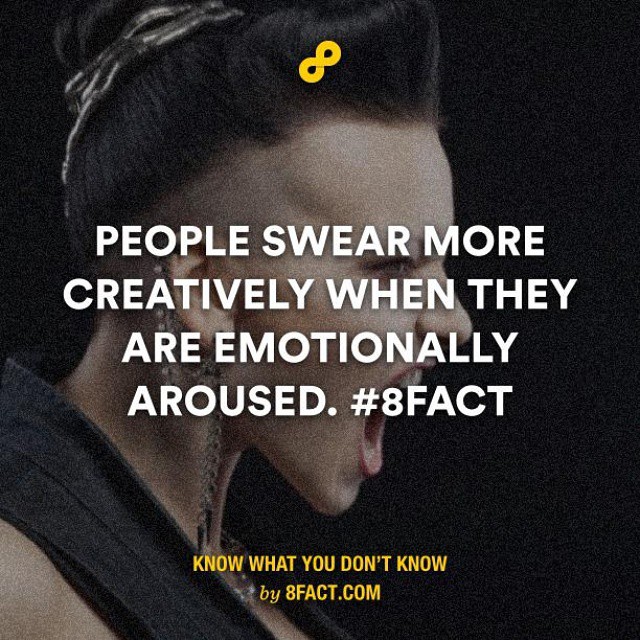 PEOPLE SWEAR MORE
CREATIVELY WHEN THEY
ARE EMOTIONALLY
AROUSED. #8FACT
KNOW WHAT YOU DON'T KNOW
by 8FACT.COM